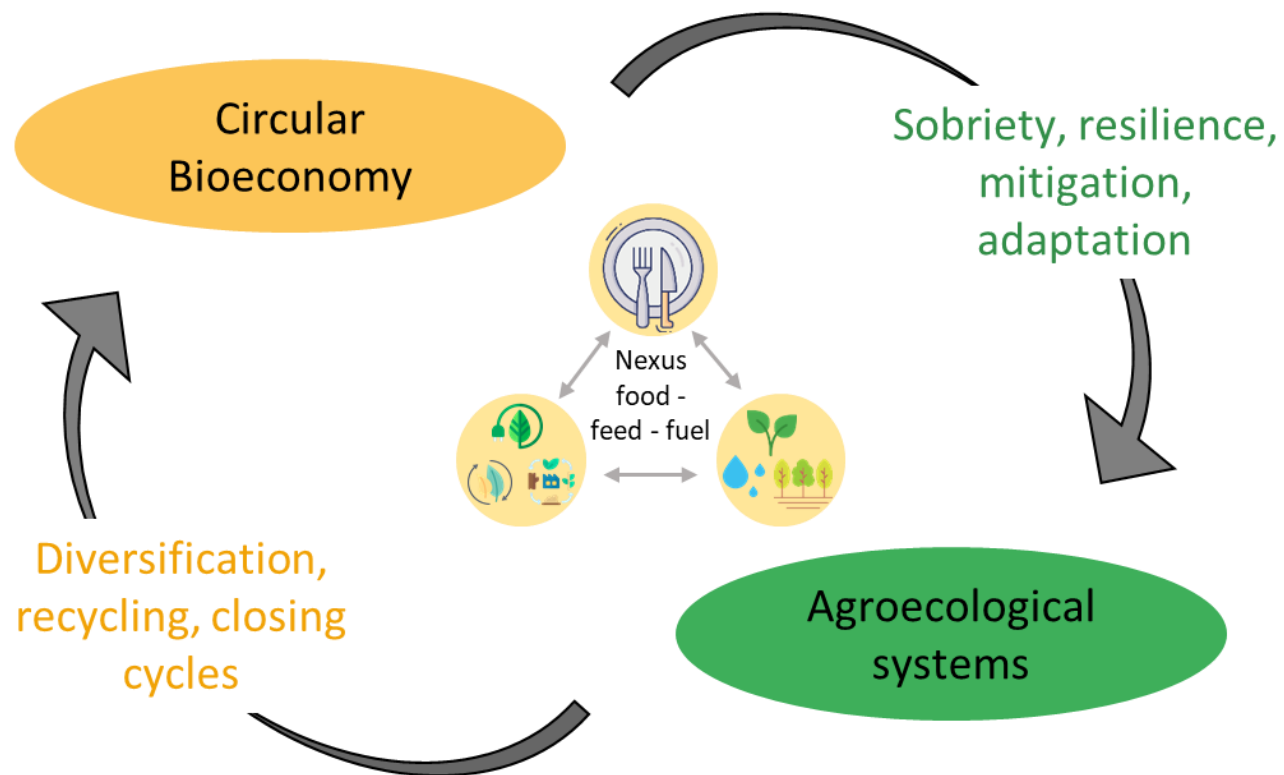 Circular
Bioeconomy
Sobriety, resilience,
mitigation,
adaptation
Nexus
food -
feed - fuel
Diversification,
recycling, closing
cycles
Agroecological
systems